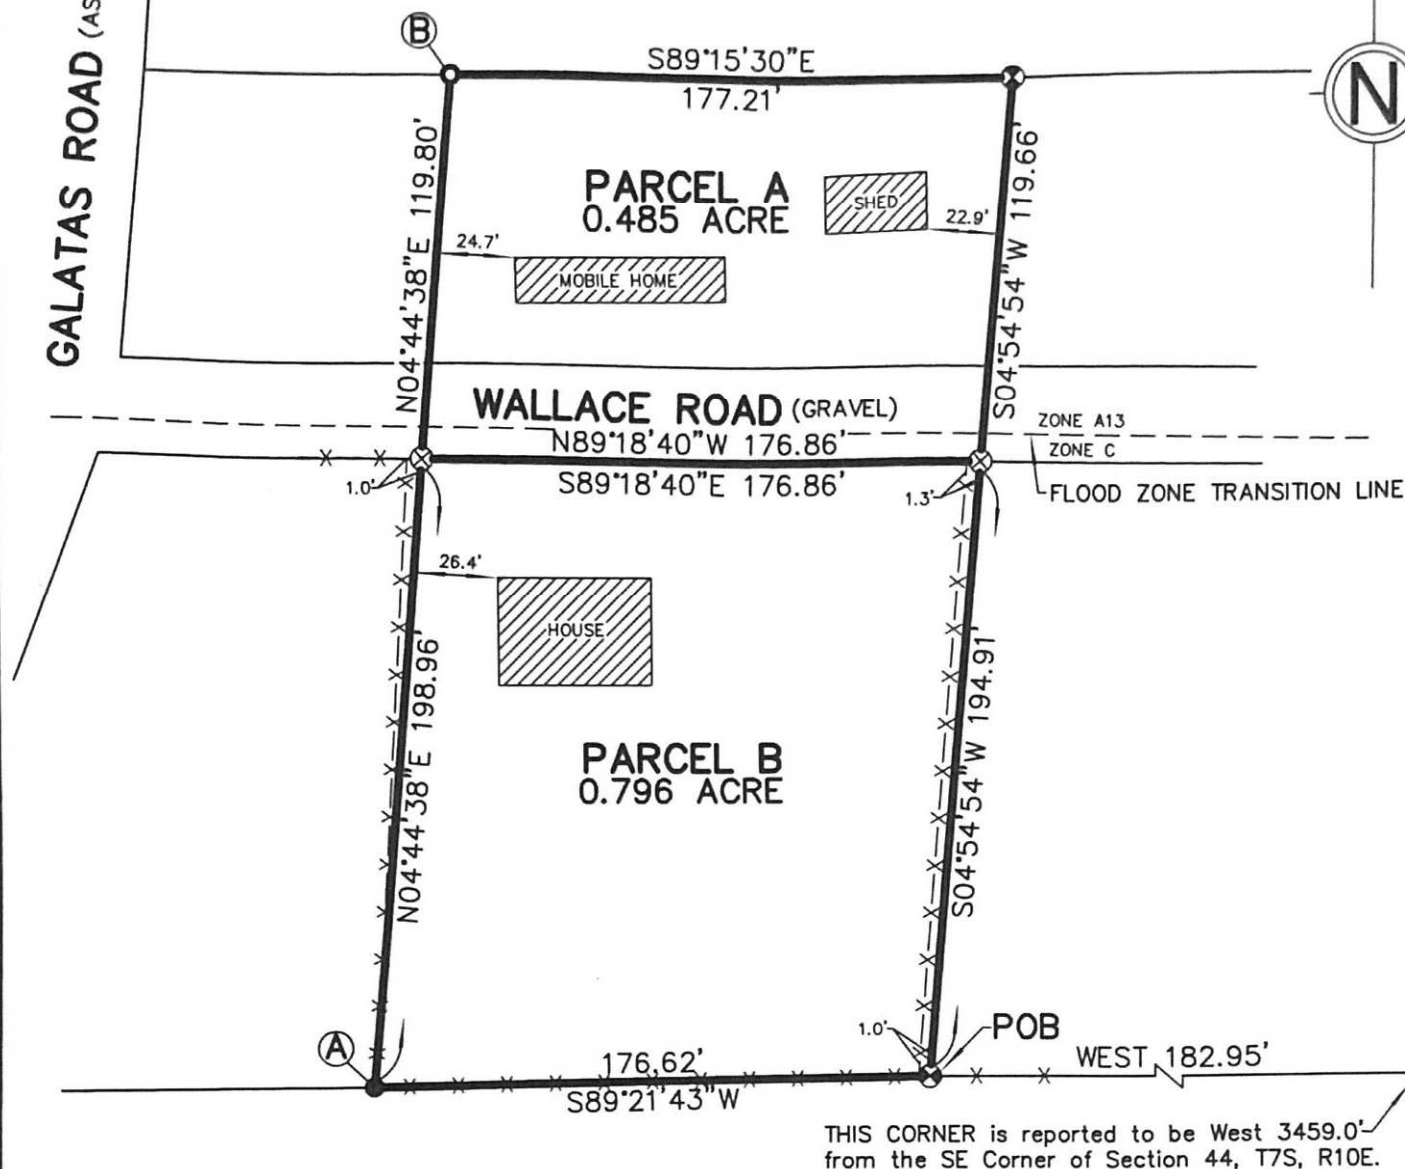 GALATAS ROAD (AS
B
S89°15'30"E
177.21'
N
N04°44'38"E 119.80'
PARCEL A
0.485 ACRE
SHED
22.9'
S04°54'54"W 119.66'
24.7'
MOBILE HOME
WALLACE ROAD (GRAVEL)
ZONE A13
N89°18'40"W 176.86'
ZONE C
1.0'
S89°18'40"E 176.86'
1.3'
FLOOD ZONE TRANSITION LINE
26.4'
HOUSE
N04°44'38"E 198.96'
S04°54'54"W 194.91'
PARCEL B
0.796 ACRE
1.0'
POB
A
176.62'
WEST 182.95'
S89°21'43"W
THIS CORNER is reported to be West 3459.0'
from the SE Corner of Section 44, T7S, R10E.